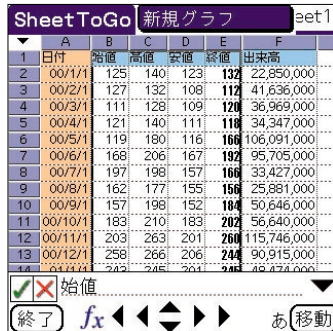 SheetToGo 新規グラフ eet1
A B C D E F
1 日付 始値 高値 安値 終値 出来高
2 00/1/1 125 140 123 132 22,850,000
3 00/2/1 127 132 108 112 41,636,000
4 00/3/1 111 128 109 120 36,969,000
5 00/4/1 121 140 111 118 34,347,000
6 00/5/1 119 180 116 166 106,091,000
7 00/6/1 168 206 167 192 95,705,000
8 00/7/1 197 198 157 166 33,427,000
9 00/8/1 162 177 155 156 25,881,000
10 00/9/1 157 198 152 184 50,646,000
11 00/10/1 183 210 183 202 56,640,000
12 00/11/1 203 263 201 260 115,746,000
13 00/12/1 258 266 206 244 90,915,000
始値
終了 fx あ 移動